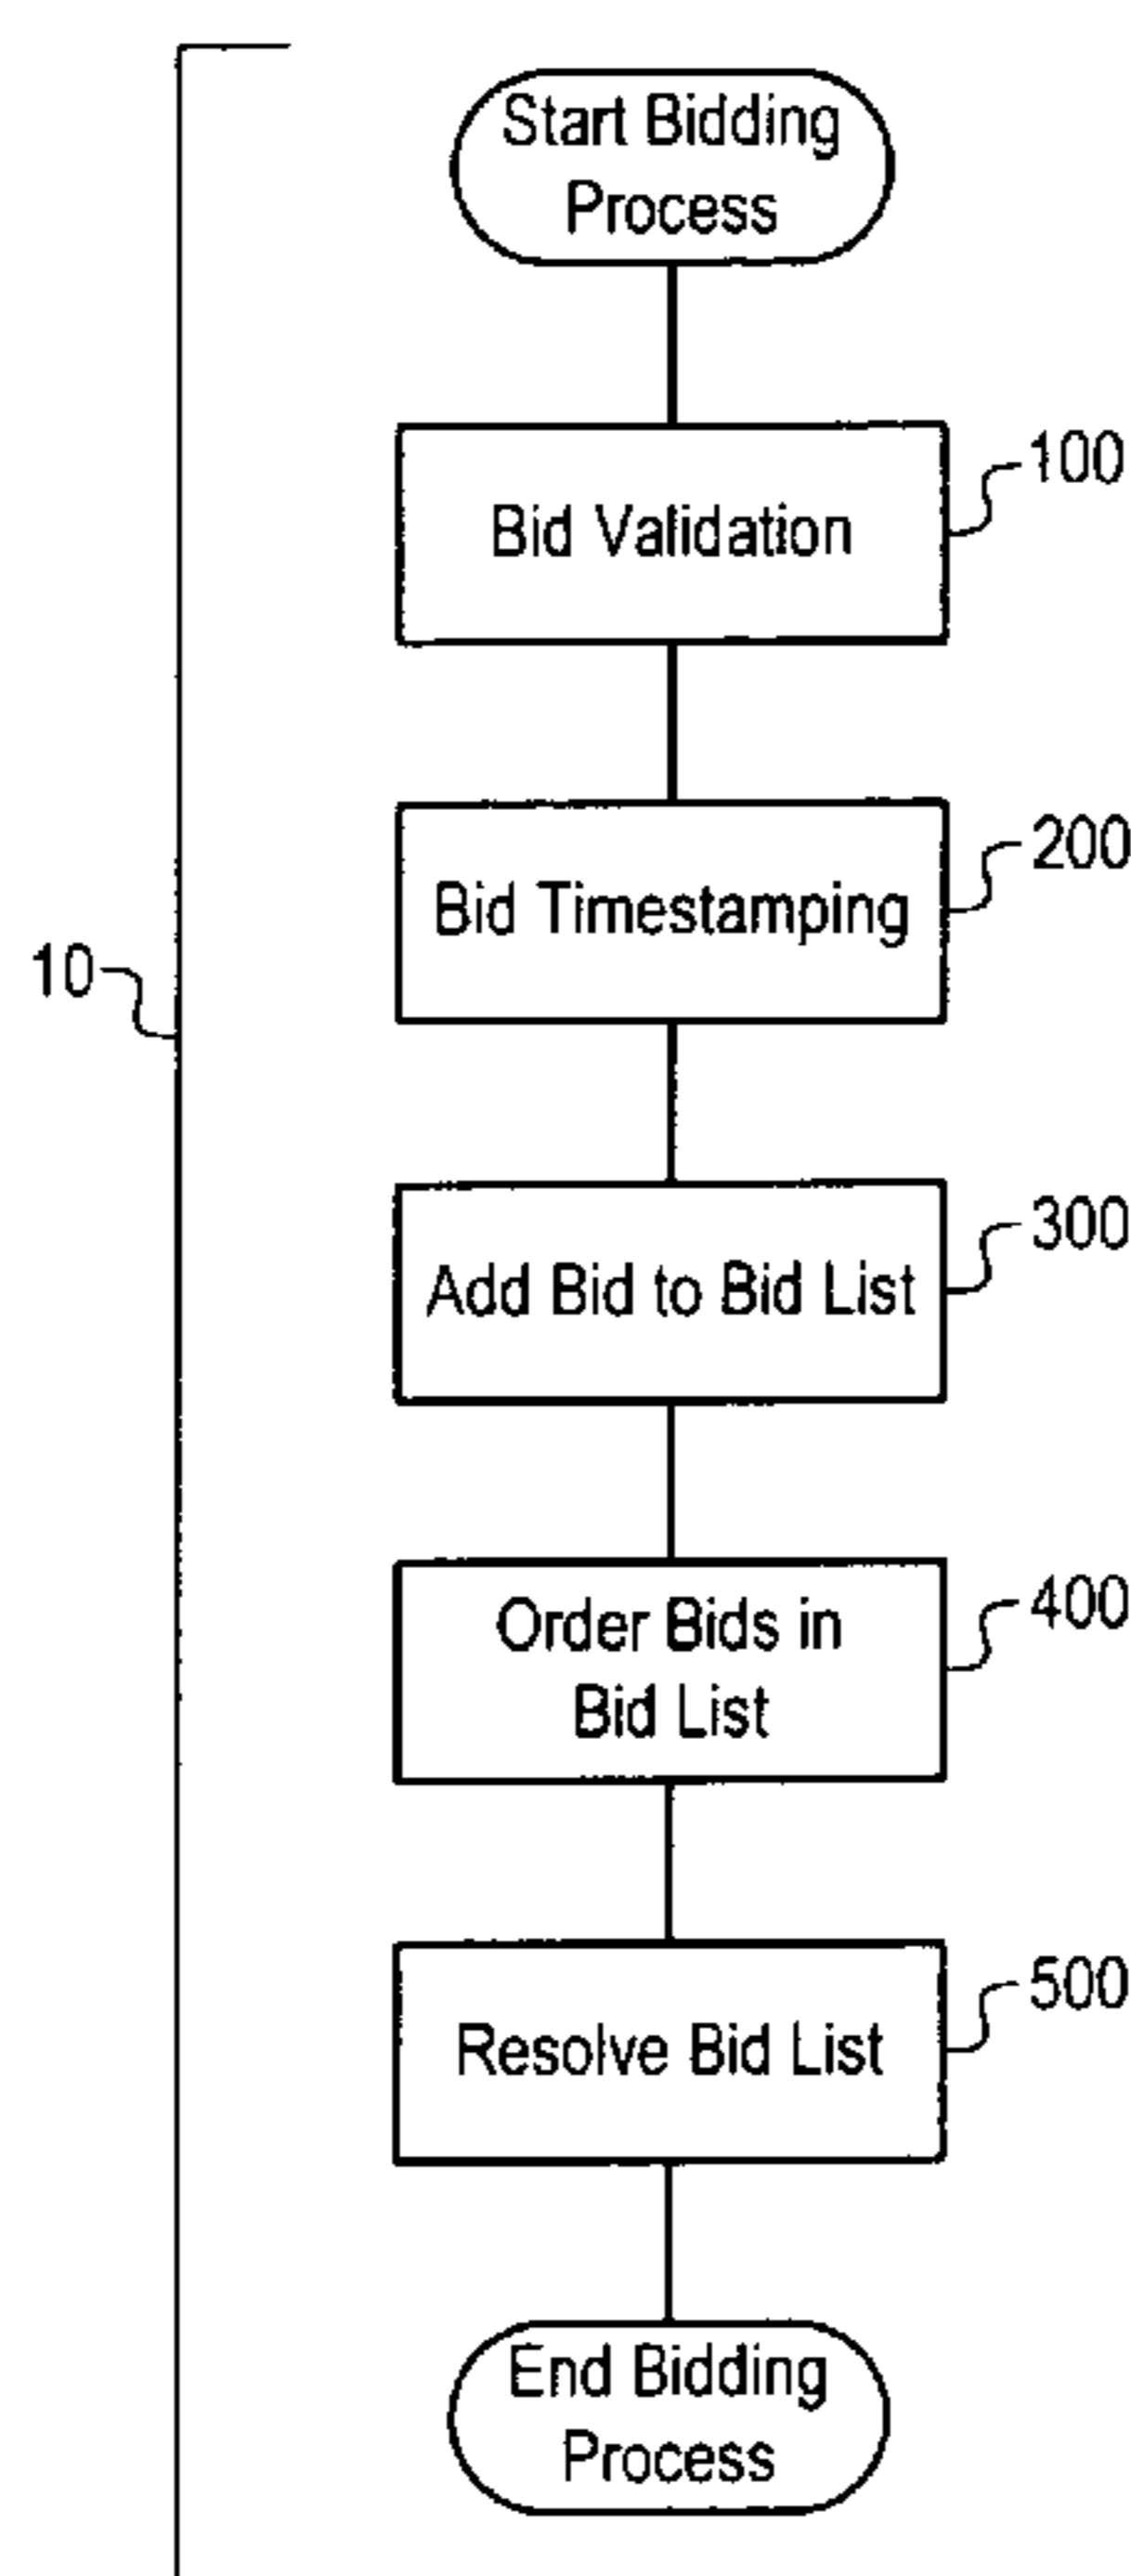 Start Bidding
Process
100
Bid Validation
200
Bid Timestamping
10
300
Add Bid to Bid List
400
Order Bids in
Bid List
500
Resolve Bid List
End Bidding
Process